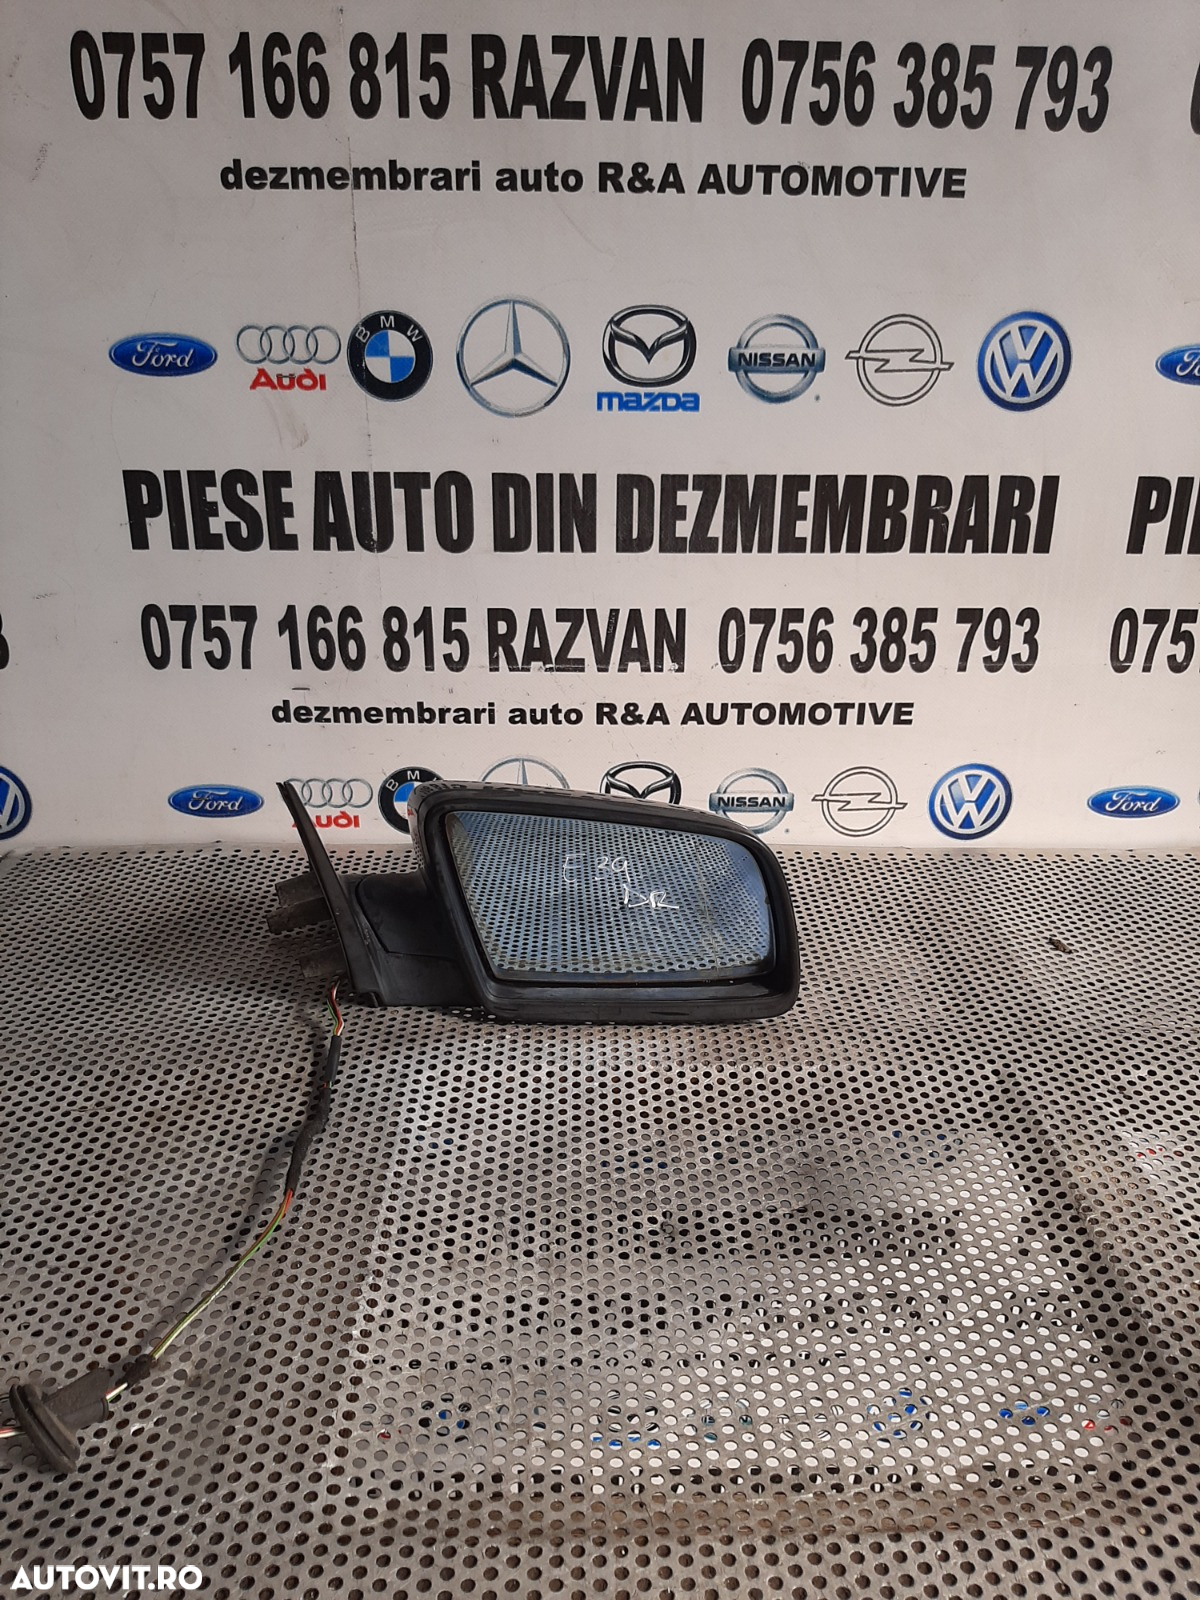 0757 166 815 RAZVAN 0756 385 793
dezmembrari auto R&A AUTOMOTIVE
Ford Audi BMW mazda NISSAN
PIESE AUTO DIN DEZMEMBRARI PI
0757 166 815 RAZVAN 0756 385 793 075
dezmembrari auto R&A AUTOMOTIVE
Ford Audi NISSAN Ford
DR
AUTOVIT.RO